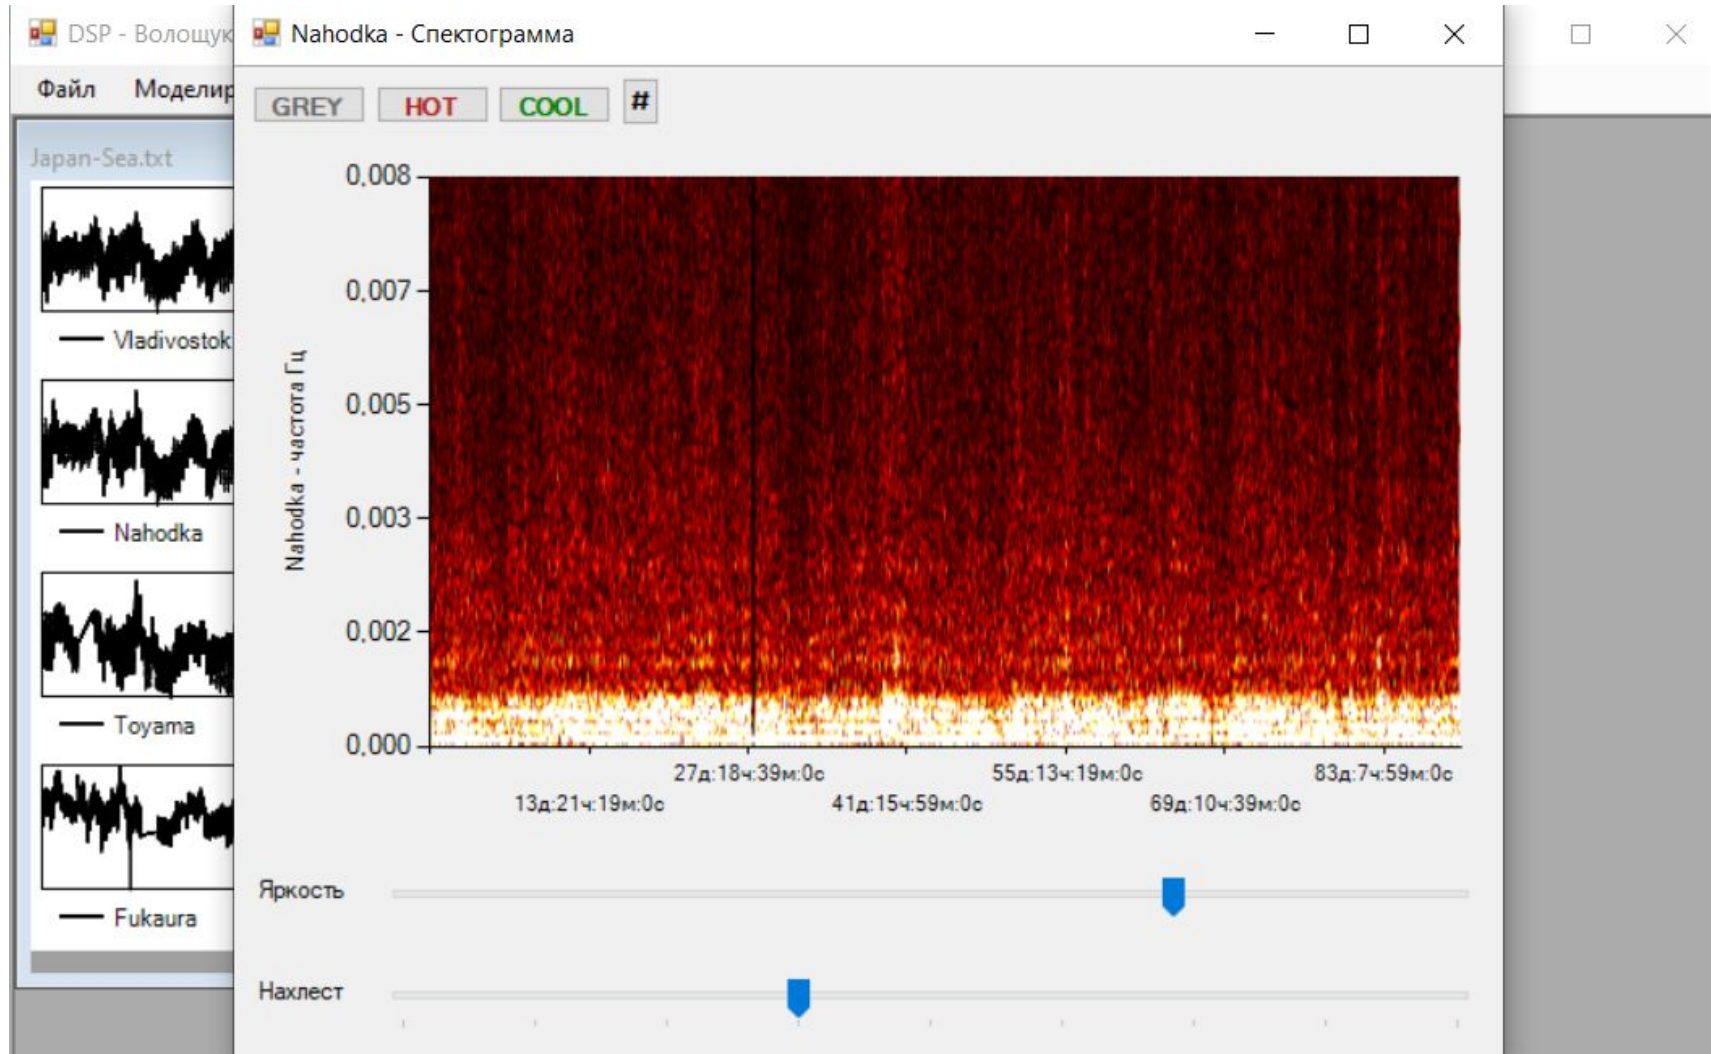 DSP - Волощук
Nahodka - Спектограмма
Файл Моделир
GREY HOT COOL #
Japan-Sea.txt
Vladivostok
Nahodka
Toyama
Fukaura
Nahodka - частота Гц
0,008
0,007
0,005
0,003
0,002
0,000
27д:18ч:39м:0с 55д:13ч:19м:0с 83д:7ч:59м:0с
13д:21ч:19м:0с 41д:15ч:59м:0с 69д:10ч:39м:0с
Яркость
Нахлест